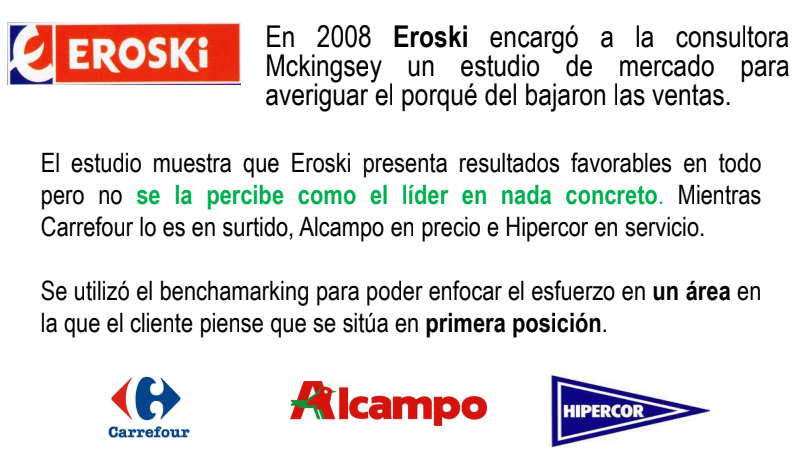 EROSKi
En 2008 Eroski encargó a la consultora
Mckingsey un estudio de mercado para
averiguar el porqué del bajaron las ventas.
El estudio muestra que Eroski presenta resultados favorables en todo
pero no se la percibe como el líder en nada concreto. Mientras
Carrefour lo es en surtido, Alcampo en precio e Hipercor en servicio.
Se utilizó el benchamarking para poder enfocar el esfuerzo en un área en
la que el cliente piense que se sitúa en primera posición.
Carrefour
Alcampo
HIPERCOR